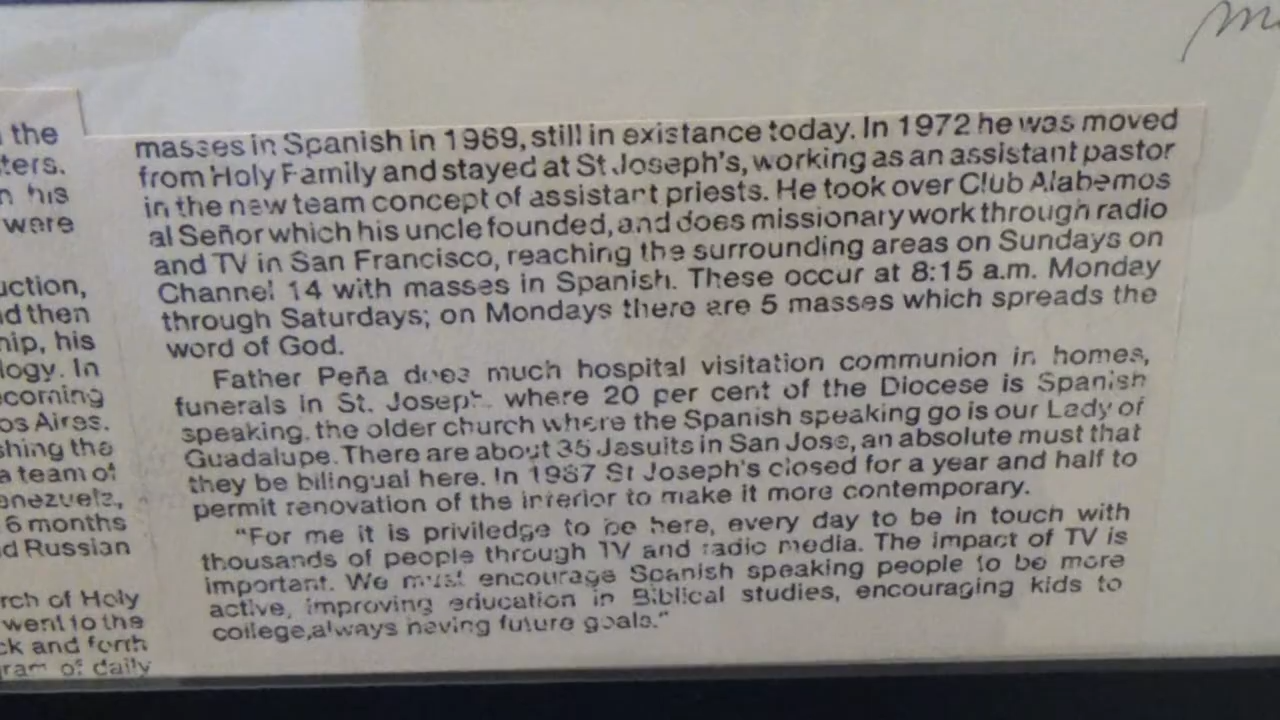 the
ters.
his
were
uction,
d then
hip, his
logy. In
coming
os Aires.
shing the
a team of
enezuela,
6 months
d Russian
rch of Holy
went to the
ck and forth
gram of daily
masses in Spanish in 1969, still in existance today. In 1972 he was moved
from Holy Family and stayed at St Joseph's, working as an assistant pastor
in the new team concept of assistant priests. He took over Club Alabemos
al Señor which his uncle founded, and does missionary work through radio
and TV in San Francisco, reaching the surrounding areas on Sundays on
Channel 14 with masses in Spanish. These occur at 8:15 a.m. Monday
through Saturdays; on Mondays there are 5 masses which spreads the
word of God.
Father Peña does much hospital visitation communion in homes,
funerals in St. Joseph where 20 per cent of the Diocese is Spanish
speaking, the older church where the Spanish speaking go is our Lady of
Guadalupe. There are about 35 Jesuits in San Jose, an absolute must that
they be bilingual here. In 1987 St Joseph's closed for a year and half to
permit renovation of the interior to make it more contemporary.
"For me it is priviledge to be here, every day to be in touch with
thousands of people through TV and radio media. The impact of TV is
important. We must encourage Spanish speaking people to be more
active, improving education in Biblical studies, encouraging kids to
college,always having future goals."